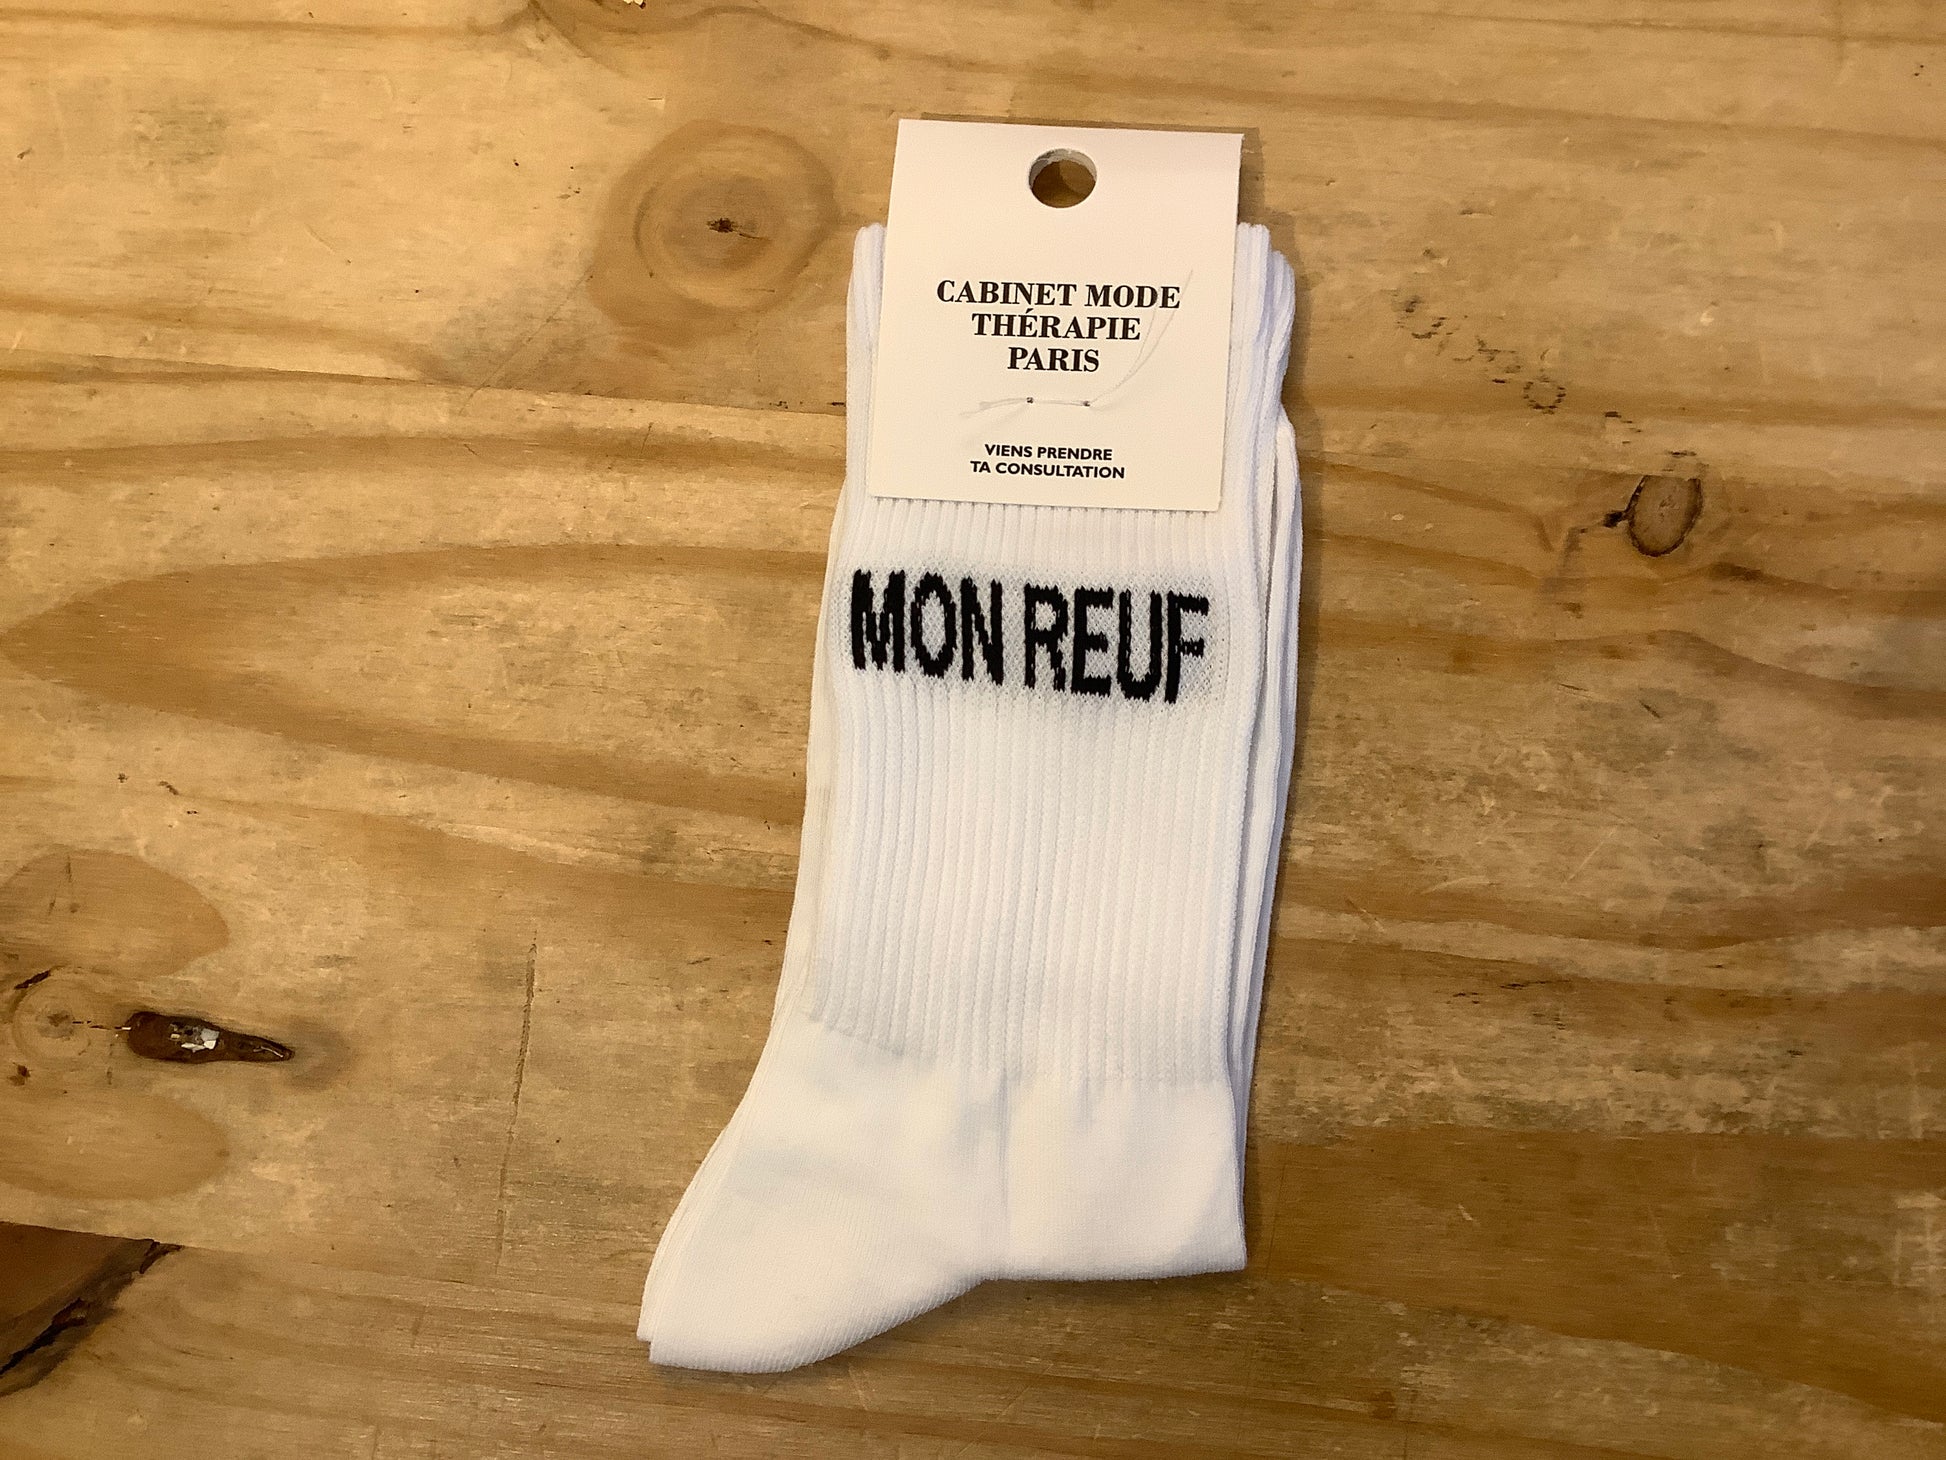 CABINET MODE
THÉRAPIE
PARIS
VIENS PRENDRE
TA CONSULTATION
MON REUF